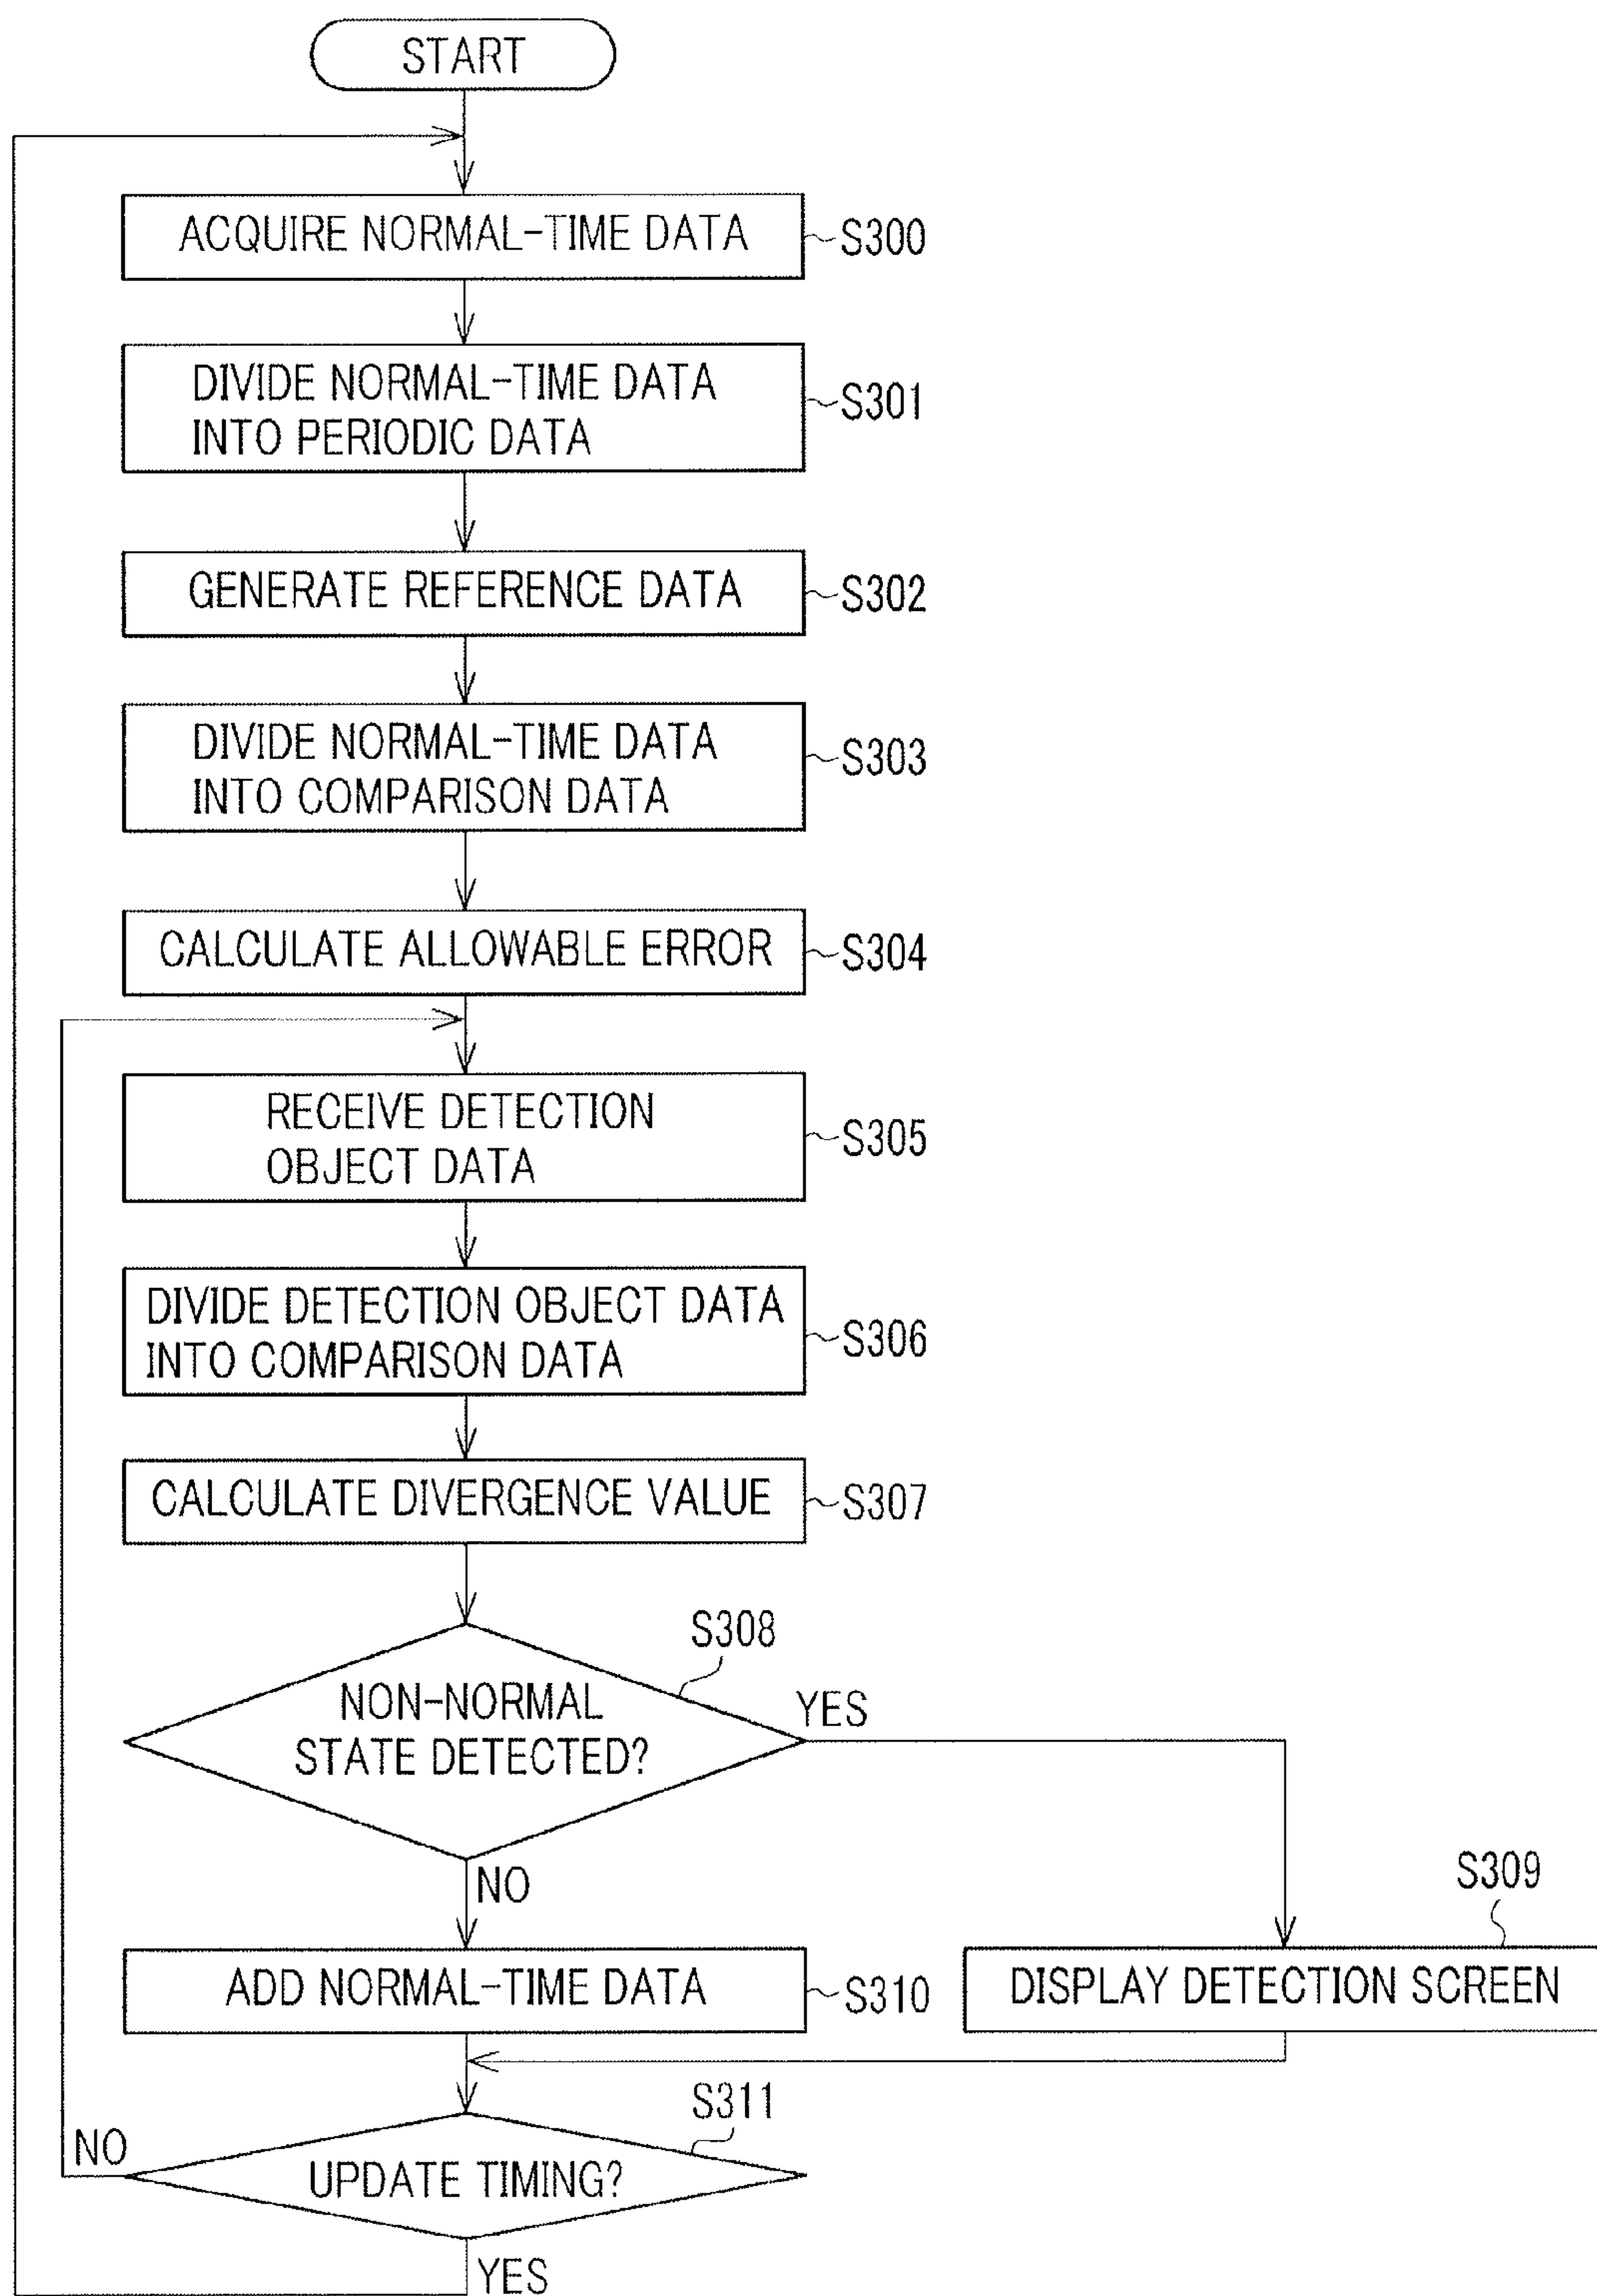 START
ACQUIRE NORMAL-TIME DATA
S300
DIVIDE NORMAL-TIME DATA
INTO PERIODIC DATA
S301
GENERATE REFERENCE DATA
S302
DIVIDE NORMAL-TIME DATA
INTO COMPARISON DATA
S303
CALCULATE ALLOWABLE ERROR
S304
RECEIVE DETECTION
OBJECT DATA
S305
DIVIDE DETECTION OBJECT DATA
INTO COMPARISON DATA
S306
CALCULATE DIVERGENCE VALUE
S307
S308
NON-NORMAL
STATE DETECTED?
YES
NO
S309
DISPLAY DETECTION SCREEN
ADD NORMAL-TIME DATA
S310
S311
UPDATE TIMING?
NO
YES